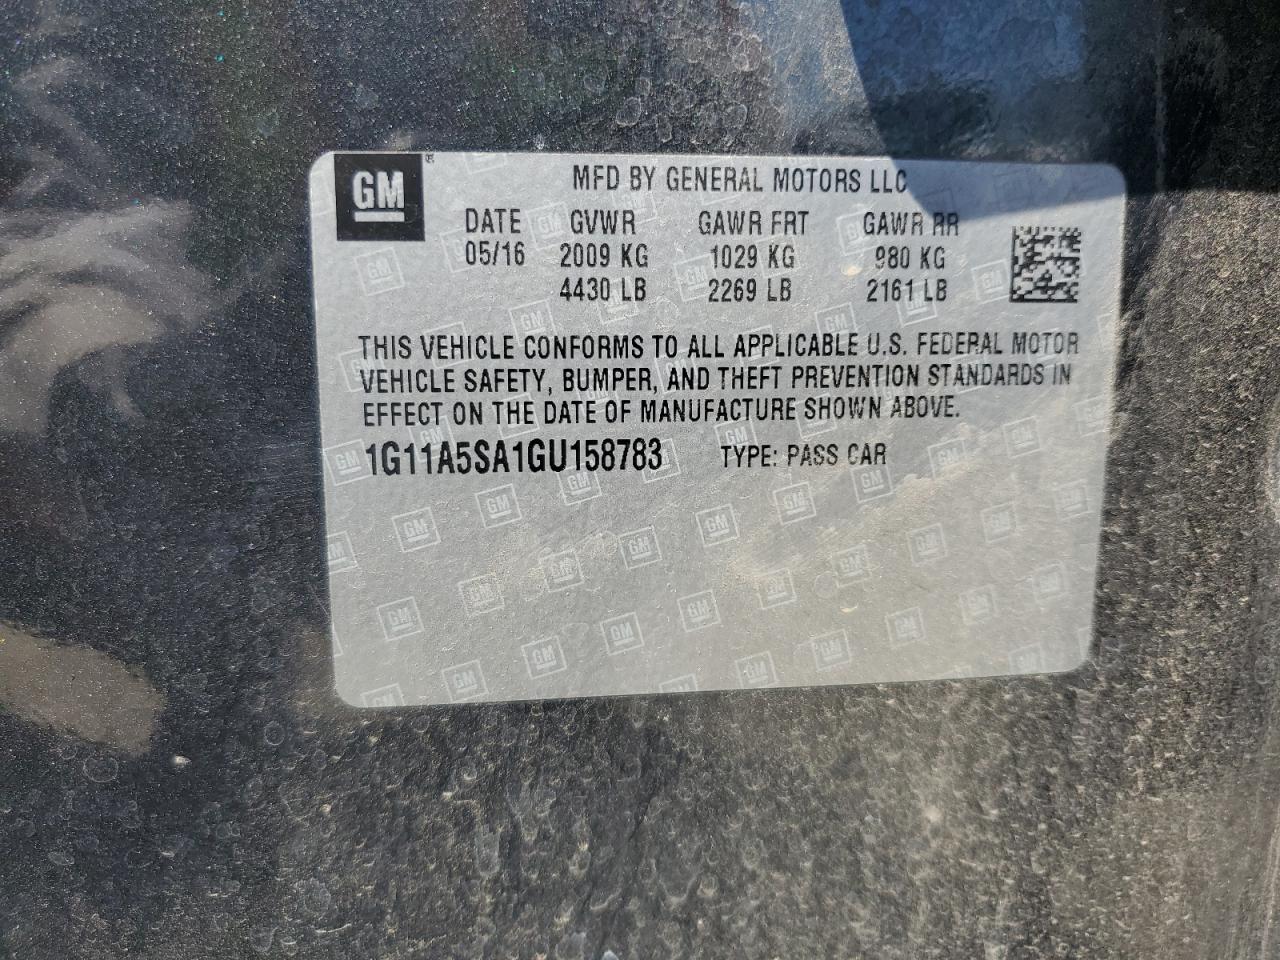 GM ®
MFD BY GENERAL MOTORS LLC
DATE GVWR GAWR FRT GAWR RR
05/16 2009 KG 1029 KG 980 KG
4430 LB 2269 LB 2161 LB
THIS VEHICLE CONFORMS TO ALL APPLICABLE U.S. FEDERAL MOTOR
VEHICLE SAFETY, BUMPER, AND THEFT PREVENTION STANDARDS IN
EFFECT ON THE DATE OF MANUFACTURE SHOWN ABOVE.
1G11A5SA1GU158783 TYPE: PASS CAR